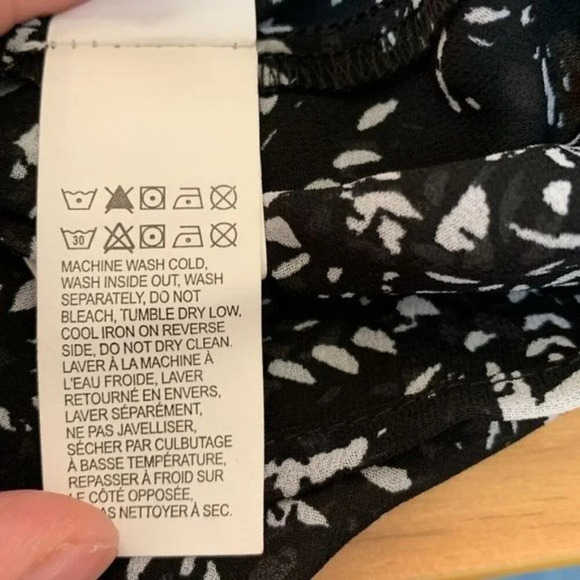 30
MACHINE WASH COLD,
WASH INSIDE OUT, WASH
SEPARATELY, DO NOT
BLEACH, TUMBLE DRY LOW,
COOL IRON ON REVERSE
SIDE, DO NOT DRY CLEAN.
LAVER À LA MACHINE À
L'EAU FROIDE, LAVER
RETOURNÉ EN ENVERS,
LAVER SÉPARÉMENT,
NE PAS JAVELLISER,
SÉCHER PAR CULBUTAGE
À BASSE TEMPÉRATURE,
REPASSER À FROID SUR
LE CÔTÉ OPPOSÉE,
AS NETTOYER À SEC.